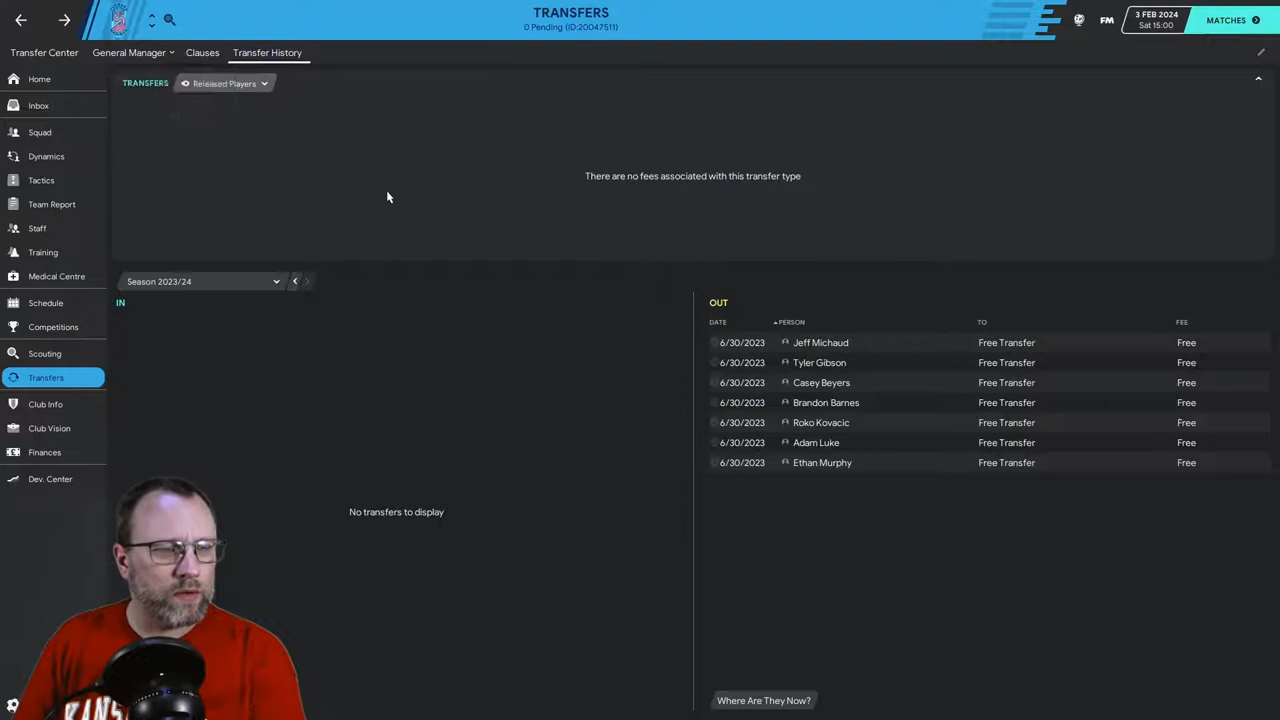 TRANSFERS
0 Pending (ID:20047511)
FM
3 FEB 2024
Sat 15:00
MATCHES
Transfer Center
General Manager
Clauses
Transfer History
Home
Inbox
Squad
Dynamics
Tactics
Team Report
Staff
Training
Medical Centre
Schedule
Competitions
Scouting
Transfers
Club Info
Club Vision
Finances
Dev. Center
TRANSFERS
Released Players
There are no fees associated with this transfer type
Season 2023/24
IN
No transfers to display
OUT
DATE PERSON TO FEE
6/30/2023 Jeff Michaud Free Transfer Free
6/30/2023 Tyler Gibson Free Transfer Free
6/30/2023 Casey Beyers Free Transfer Free
6/30/2023 Brandon Barnes Free Transfer Free
6/30/2023 Roko Kovacic Free Transfer Free
6/30/2023 Adam Luke Free Transfer Free
6/30/2023 Ethan Murphy Free Transfer Free
Where Are They Now?
KANS